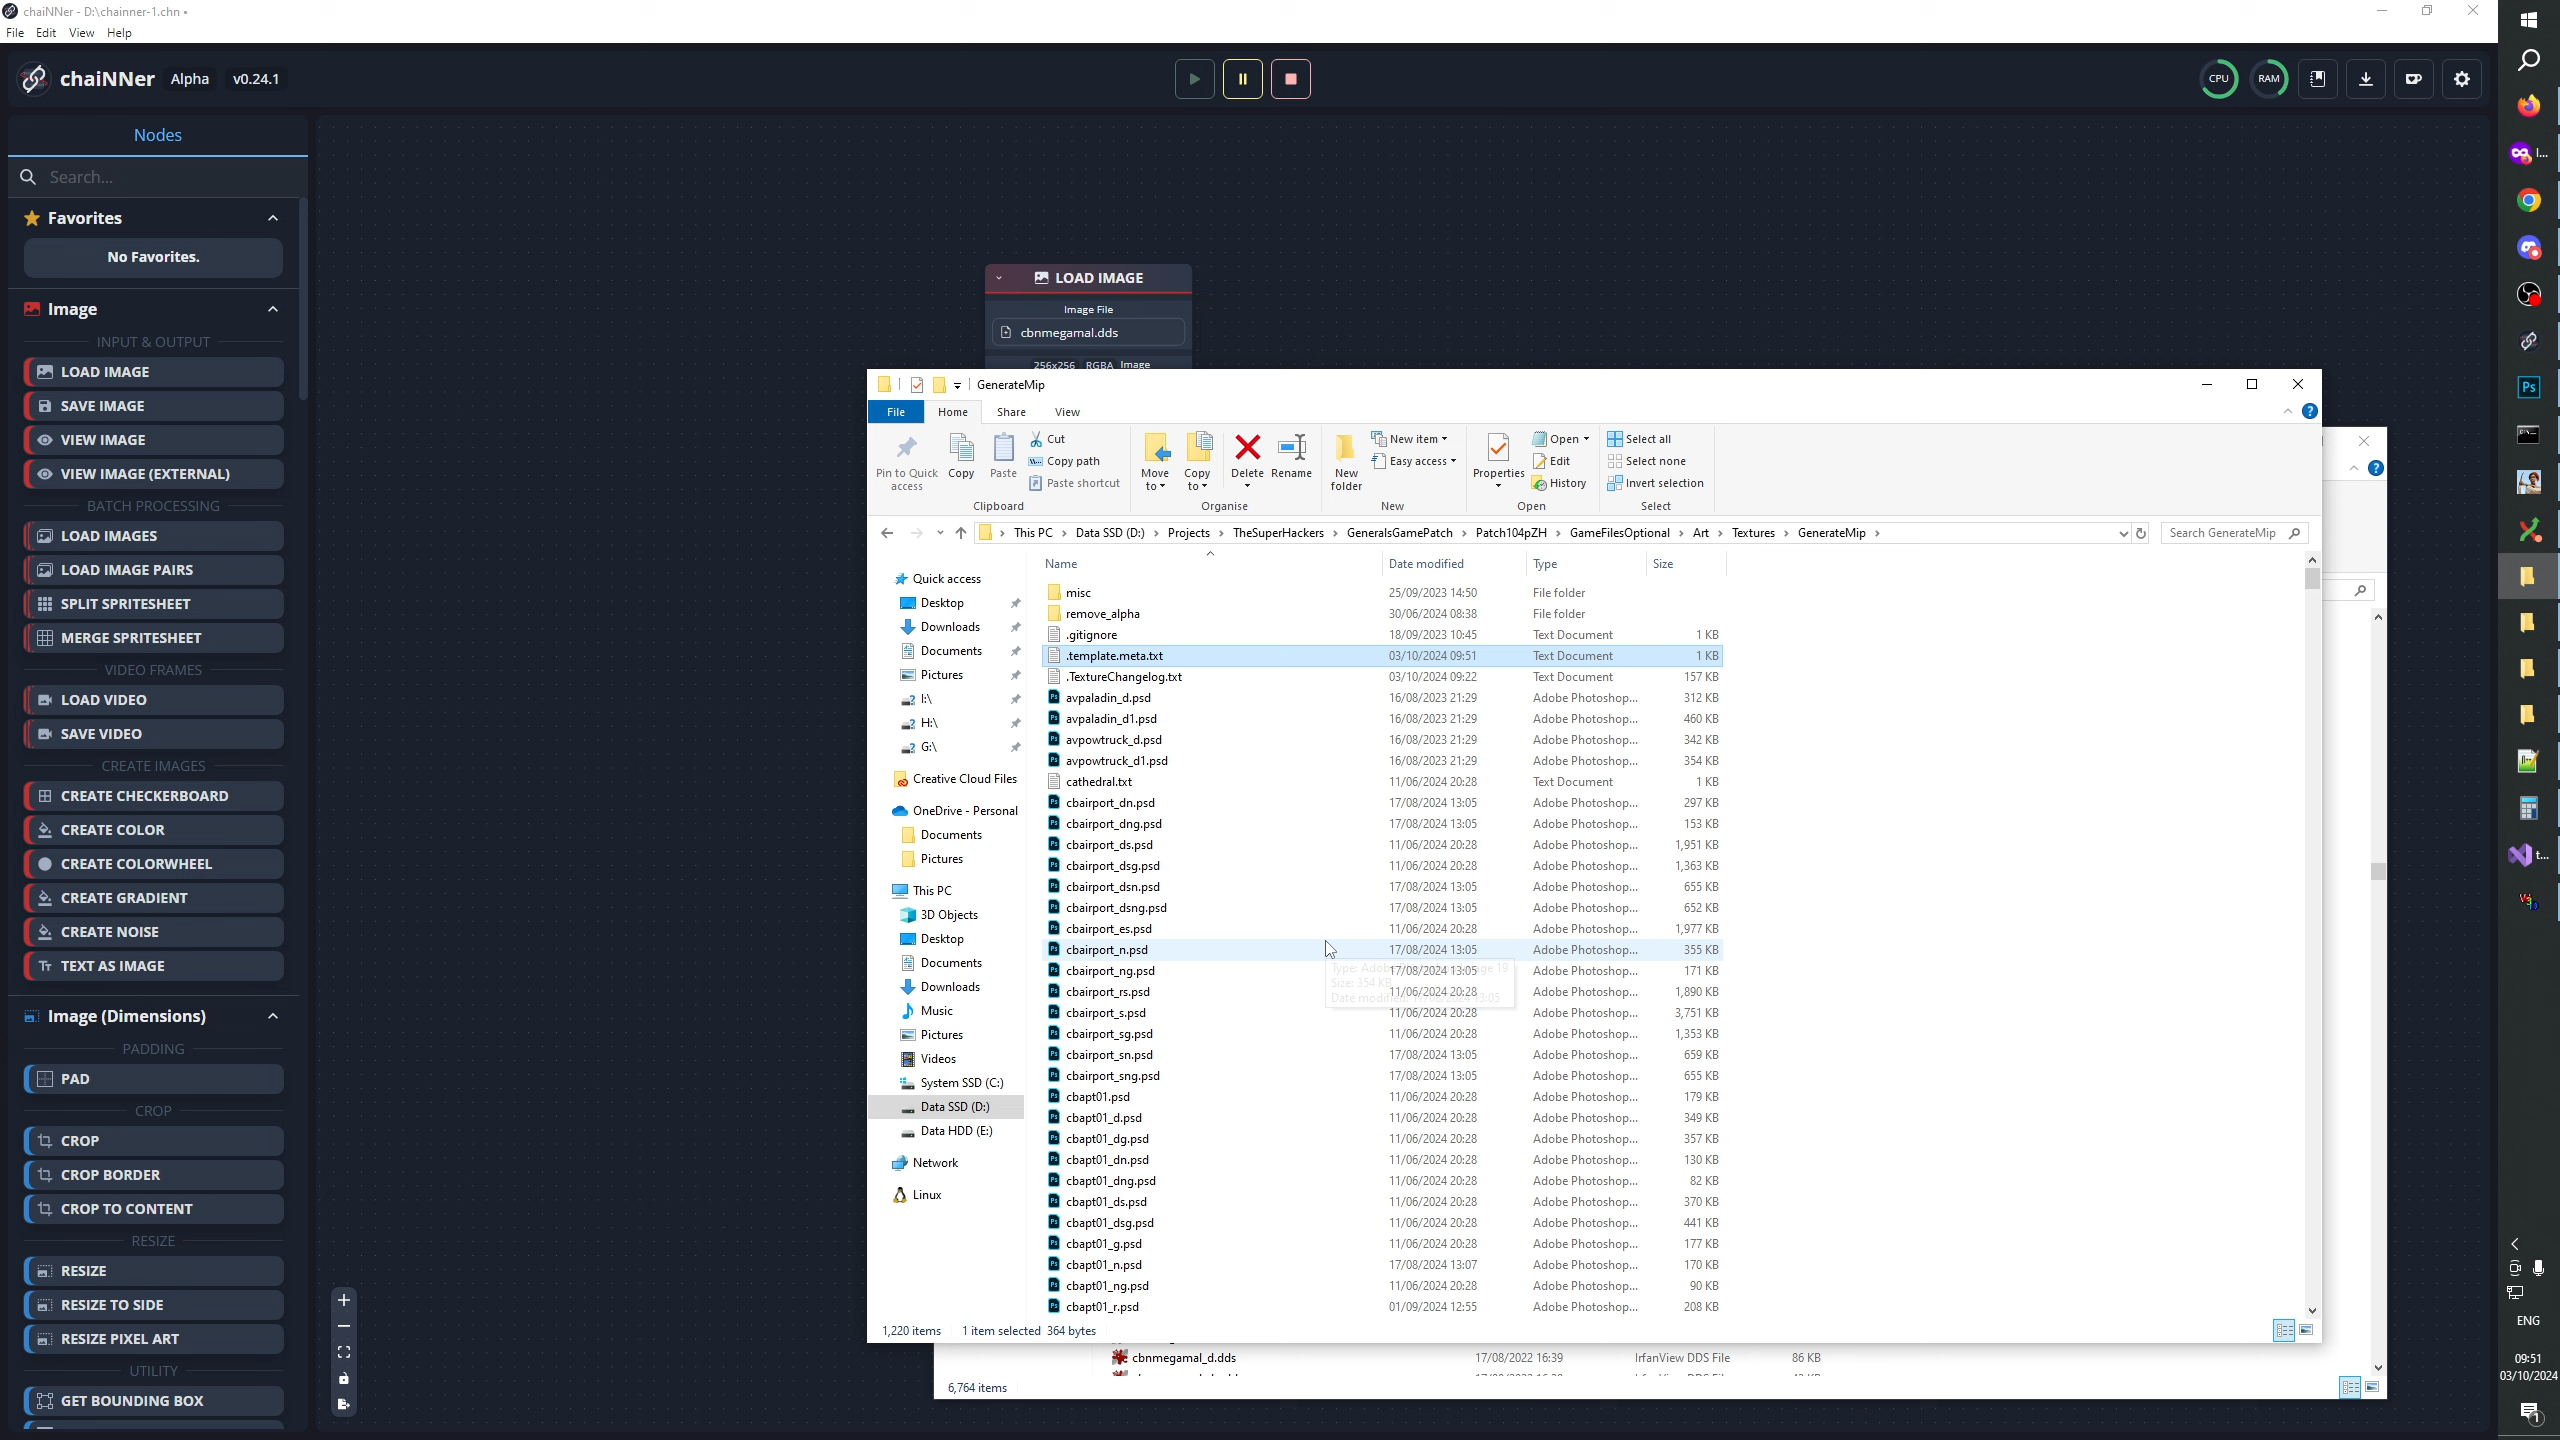 chaiNNer - D:\chainner-1.chn •
File Edit View Help
chaiNNer Alpha v0.24.1
CPU RAM
Nodes
Search...
Favorites
No Favorites.
Image
INPUT & OUTPUT
LOAD IMAGE
SAVE IMAGE
VIEW IMAGE
VIEW IMAGE (EXTERNAL)
BATCH PROCESSING
LOAD IMAGES
LOAD IMAGE PAIRS
SPLIT SPRITESHEET
MERGE SPRITESHEET
VIDEO FRAMES
LOAD VIDEO
SAVE VIDEO
CREATE IMAGES
CREATE CHECKERBOARD
CREATE COLOR
CREATE COLORWHEEL
CREATE GRADIENT
CREATE NOISE
TEXT AS IMAGE
Image (Dimensions)
PADDING
PAD
CROP
CROP
CROP BORDER
CROP TO CONTENT
RESIZE
RESIZE
RESIZE TO SIDE
RESIZE PIXEL ART
UTILITY
GET BOUNDING BOX
LOAD IMAGE
Image File
cbnmegamal.dds
256x256 RGBA Image
GenerateMip
File Home Share View
Pin to Quick access
Copy
Paste
Cut
Copy path
Paste shortcut
Clipboard
Move to
Copy to
Delete
Rename
Organise
New folder
New item
Easy access
New
Properties
Open
Edit
History
Open
Select all
Select none
Invert selection
Select
This PC > Data SSD (D:) > Projects > TheSuperHackers > GeneralsGamePatch > Patch104pZH > GameFilesOptional > Art > Textures > GenerateMip >
Search GenerateMip
Quick access
Desktop
Downloads
Documents
Pictures
I:\
H:\
G:\
Creative Cloud Files
OneDrive - Personal
Documents
Pictures
This PC
3D Objects
Desktop
Documents
Downloads
Music
Pictures
Videos
System SSD (C:)
Data SSD (D:)
Data HDD (E:)
Network
Linux
Name Date modified Type Size
misc 25/09/2023 14:50 File folder
remove_alpha 30/06/2024 08:38 File folder
.gitignore 18/09/2023 10:45 Text Document 1 KB
.template.meta.txt 03/10/2024 09:51 Text Document 1 KB
.TextureChangelog.txt 03/10/2024 09:22 Text Document 157 KB
avpaladin_d.psd 16/08/2023 21:29 Adobe Photoshop... 312 KB
avpaladin_d1.psd 16/08/2023 21:29 Adobe Photoshop... 460 KB
avpowtruck_d.psd 16/08/2023 21:29 Adobe Photoshop... 342 KB
avpowtruck_d1.psd 16/08/2023 21:29 Adobe Photoshop... 354 KB
cathedral.txt 11/06/2024 20:28 Text Document 1 KB
cbairport_dn.psd 17/08/2024 13:05 Adobe Photoshop... 297 KB
cbairport_dng.psd 17/08/2024 13:05 Adobe Photoshop... 153 KB
cbairport_ds.psd 11/06/2024 20:28 Adobe Photoshop... 1,951 KB
cbairport_dsg.psd 11/06/2024 20:28 Adobe Photoshop... 1,363 KB
cbairport_dsn.psd 17/08/2024 13:05 Adobe Photoshop... 655 KB
cbairport_dsng.psd 17/08/2024 13:05 Adobe Photoshop... 652 KB
cbairport_es.psd 11/06/2024 20:28 Adobe Photoshop... 1,977 KB
cbairport_n.psd 17/08/2024 13:05 Adobe Photoshop... 355 KB
cbairport_ng.psd 17/08/2024 13:05 Adobe Photoshop... 171 KB
cbairport_rs.psd 11/06/2024 20:28 Adobe Photoshop... 1,890 KB
cbairport_s.psd 11/06/2024 20:28 Adobe Photoshop... 3,751 KB
cbairport_sg.psd 11/06/2024 20:28 Adobe Photoshop... 1,353 KB
cbairport_sn.psd 17/08/2024 13:05 Adobe Photoshop... 659 KB
cbairport_sng.psd 17/08/2024 13:05 Adobe Photoshop... 655 KB
cbapt01.psd 11/06/2024 20:28 Adobe Photoshop... 179 KB
cbapt01_d.psd 11/06/2024 20:28 Adobe Photoshop... 349 KB
cbapt01_dg.psd 11/06/2024 20:28 Adobe Photoshop... 357 KB
cbapt01_dn.psd 11/06/2024 20:28 Adobe Photoshop... 130 KB
cbapt01_dng.psd 11/06/2024 20:28 Adobe Photoshop... 82 KB
cbapt01_ds.psd 11/06/2024 20:28 Adobe Photoshop... 370 KB
cbapt01_dsg.psd 11/06/2024 20:28 Adobe Photoshop... 441 KB
cbapt01_g.psd 11/06/2024 20:28 Adobe Photoshop... 177 KB
cbapt01_n.psd 17/08/2024 13:07 Adobe Photoshop... 170 KB
cbapt01_ng.psd 11/06/2024 20:28 Adobe Photoshop... 90 KB
cbapt01_r.psd 01/09/2024 12:55 Adobe Photoshop... 208 KB
Size: 354 KB
1,220 items 1 item selected 364 bytes
cbnmegamal_d.dds 17/08/2022 16:39 IrfanView DDS File 86 KB
6,764 items
ENG
09:51
03/10/2024